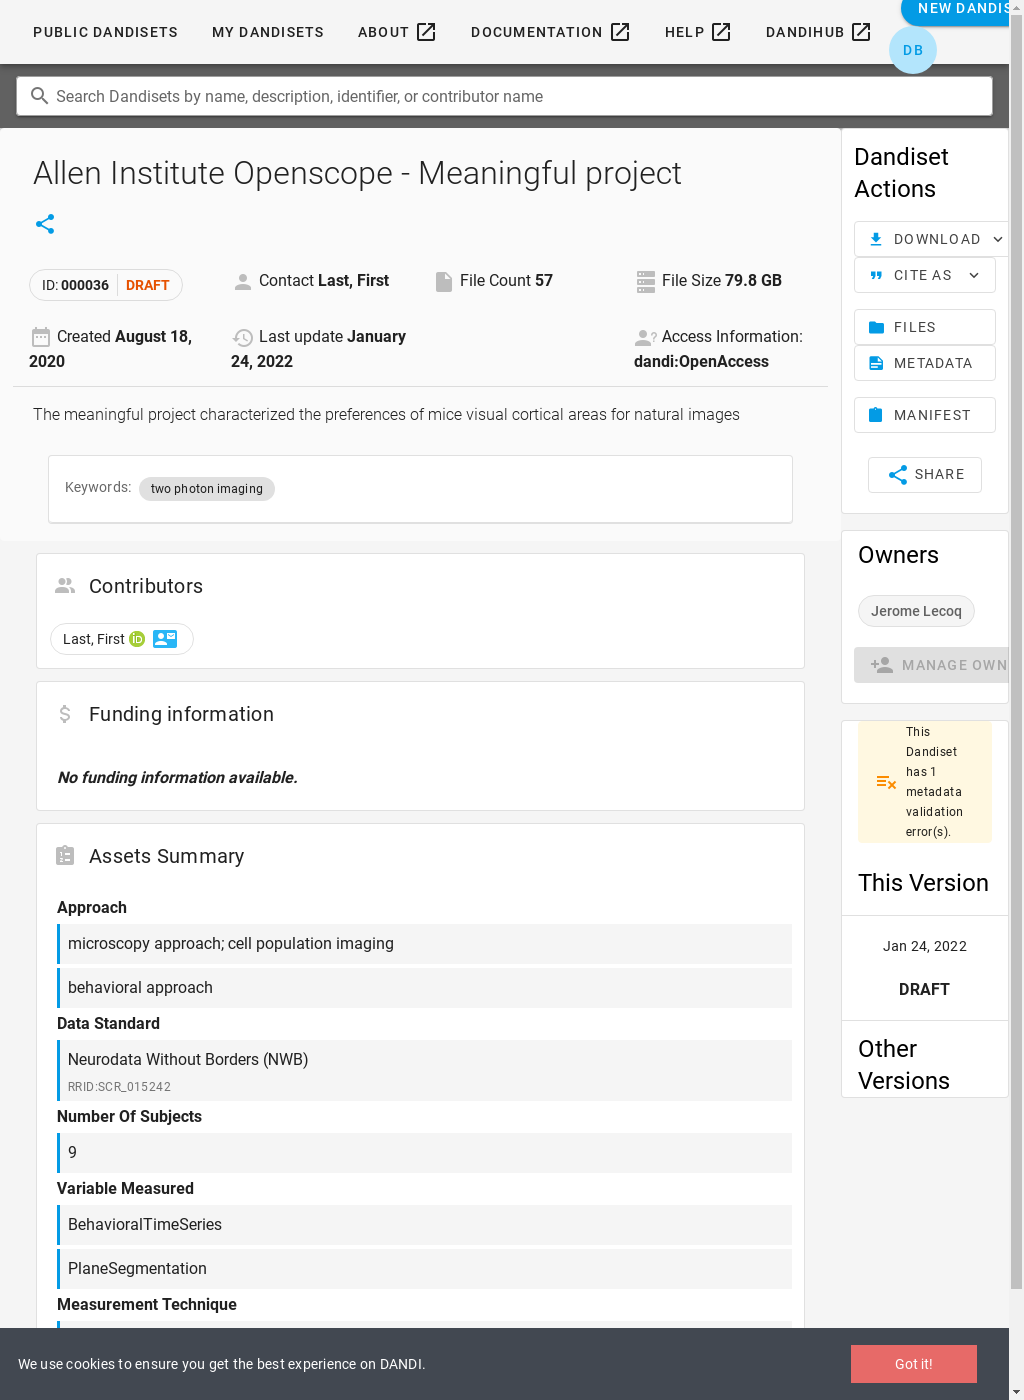 NEW DANDIS
PUBLIC DANDISETS
MY DANDISETS
ABOUT
DOCUMENTATION
HELP
DANDIHUB
DB
Search Dandisets by name, description, identifier, or contributor name
Allen Institute Openscope - Meaningful project
ID: 000036 DRAFT
Contact Last, First
File Count 57
File Size 79.8 GB
Created August 18,
2020
Last update January
24, 2022
Access Information:
dandi:OpenAccess
The meaningful project characterized the preferences of mice visual cortical areas for natural images
Keywords: two photon imaging
Contributors
Last, First iD
Funding information
No funding information available.
Assets Summary
Approach
microscopy approach; cell population imaging
behavioral approach
Data Standard
Neurodata Without Borders (NWB)
RRID:SCR_015242
Number Of Subjects
9
Variable Measured
BehavioralTimeSeries
PlaneSegmentation
Measurement Technique
Dandiset
Actions
DOWNLOAD
CITE AS
FILES
METADATA
MANIFEST
SHARE
Owners
Jerome Lecoq
MANAGE OWN
This
Dandiset
has 1
metadata
validation
error(s).
This Version
Jan 24, 2022
DRAFT
Other
Versions
We use cookies to ensure you get the best experience on DANDI.
Got it!